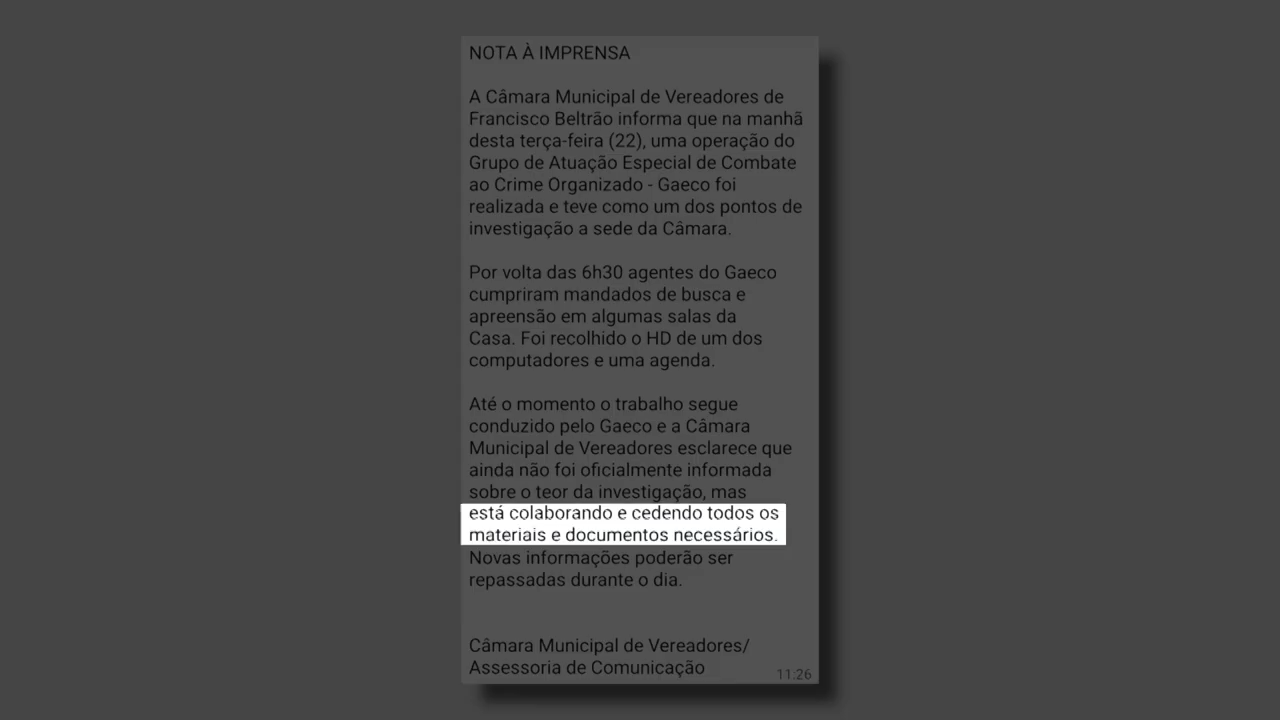 NOTA À IMPRENSA
A Câmara Municipal de Vereadores de
Francisco Beltrão informa que na manhã
desta terça-feira (22), uma operação do
Grupo de Atuação Especial de Combate
ao Crime Organizado - Gaeco foi
realizada e teve como um dos pontos de
investigação a sede da Câmara.
Por volta das 6h30 agentes do Gaeco
cumpriram mandados de busca e
apreensão em algumas salas da
Casa. Foi recolhido o HD de um dos
computadores e uma agenda.
Até o momento o trabalho segue
conduzido pelo Gaeco e a Câmara
Municipal de Vereadores esclarece que
ainda não foi oficialmente informada
sobre o teor da investigação, mas
está colaborando e cedendo todos os
materiais e documentos necessários.
Novas informações poderão ser
repassadas durante o dia.
Câmara Municipal de Vereadores/
Assessoria de Comunicação
11:26